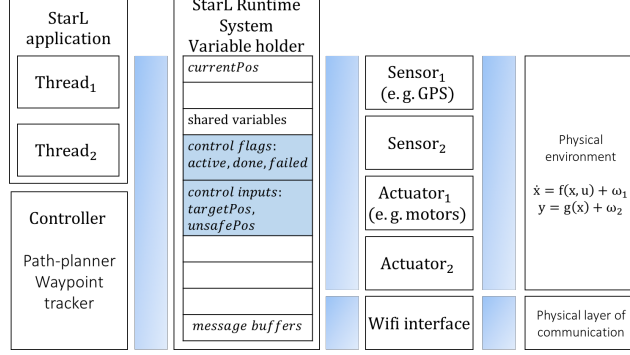 StarL
application
Thread₁
Thread₂
Controller
Path-planner
Waypoint
tracker
StarL Runtime
System
Variable holder
currentPos
shared variables
control flags:
active, done, failed
control inputs:
targetPos,
unsafePos
message buffers
Sensor₁
(e. g. GPS)
Sensor₂
Actuator₁
(e. g. motors)
Actuator₂
Wifi interface
Physical
environment
ẋ = f(x, u) + ω₁
y = g(x) + ω₂
Physical layer of
communication